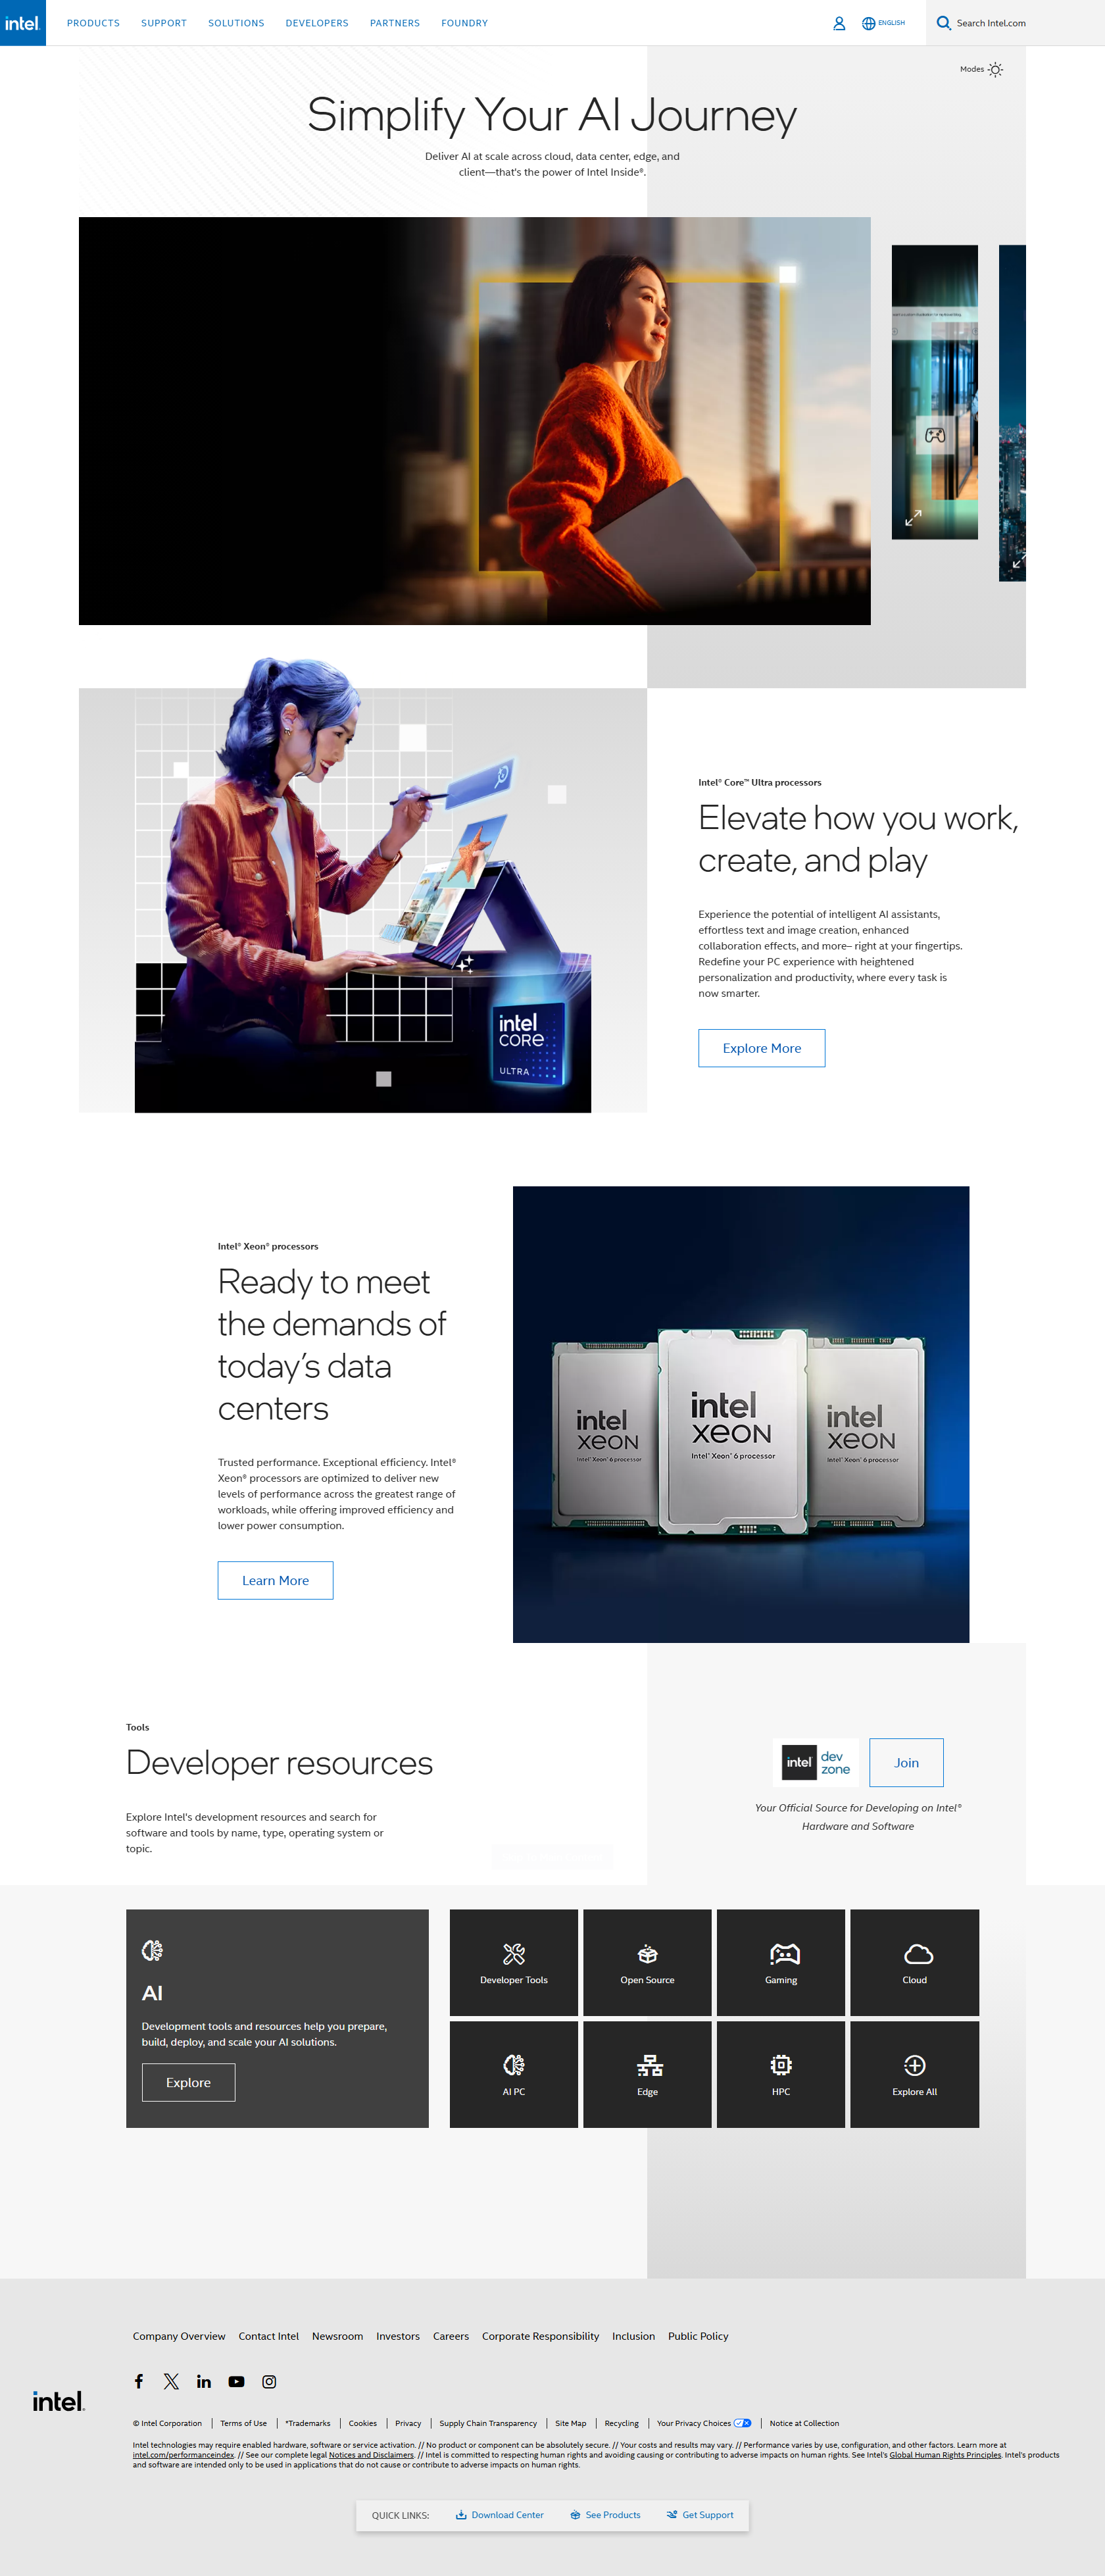 intel
PRODUCTS SUPPORT SOLUTIONS DEVELOPERS PARTNERS FOUNDRY
ENGLISH
Search Intel.com
Modes
Simplify Your AI Journey
Deliver AI at scale across cloud, data center, edge, and
client—that's the power of Intel Inside®.
Intel® Core™ Ultra processors
Elevate how you work,
create, and play
Experience the potential of intelligent AI assistants,
effortless text and image creation, enhanced
collaboration effects, and more– right at your fingertips.
Redefine your PC experience with heightened
personalization and productivity, where every task is
now smarter.
Explore More
intel
CORE
ULTRA
Intel® Xeon® processors
Ready to meet
the demands of
today's data
centers
Trusted performance. Exceptional efficiency. Intel®
Xeon® processors are optimized to deliver new
levels of performance across the greatest range of
workloads, while offering improved efficiency and
lower power consumption.
Learn More
intel
xeon
Intel® Xeon® 6 processor
intel
xeon
Intel® Xeon® 6 processor
intel
xeon
Intel® Xeon® 6 processor
Tools
Developer resources
Explore Intel's development resources and search for
software and tools by name, type, operating system or
topic.
intel dev
zone
Join
Your Official Source for Developing on Intel®
Hardware and Software
AI
Development tools and resources help you prepare,
build, deploy, and scale your AI solutions.
Explore
Developer Tools
Open Source
Gaming
Cloud
AI PC
Edge
HPC
Explore All
Company Overview Contact Intel Newsroom Investors Careers Corporate Responsibility Inclusion Public Policy
intel.
© Intel Corporation | Terms of Use | *Trademarks | Cookies | Privacy | Supply Chain Transparency | Site Map | Recycling | Your Privacy Choices | Notice at Collection
Intel technologies may require enabled hardware, software or service activation. // No product or component can be absolutely secure. // Your costs and results may vary. // Performance varies by use, configuration, and other factors. Learn more at
intel.com/performanceindex. // See our complete legal Notices and Disclaimers. // Intel is committed to respecting human rights and avoiding causing or contributing to adverse impacts on human rights. See Intel's Global Human Rights Principles. Intel's products
and software are intended only to be used in applications that do not cause or contribute to adverse impacts on human rights.
QUICK LINKS: Download Center See Products Get Support